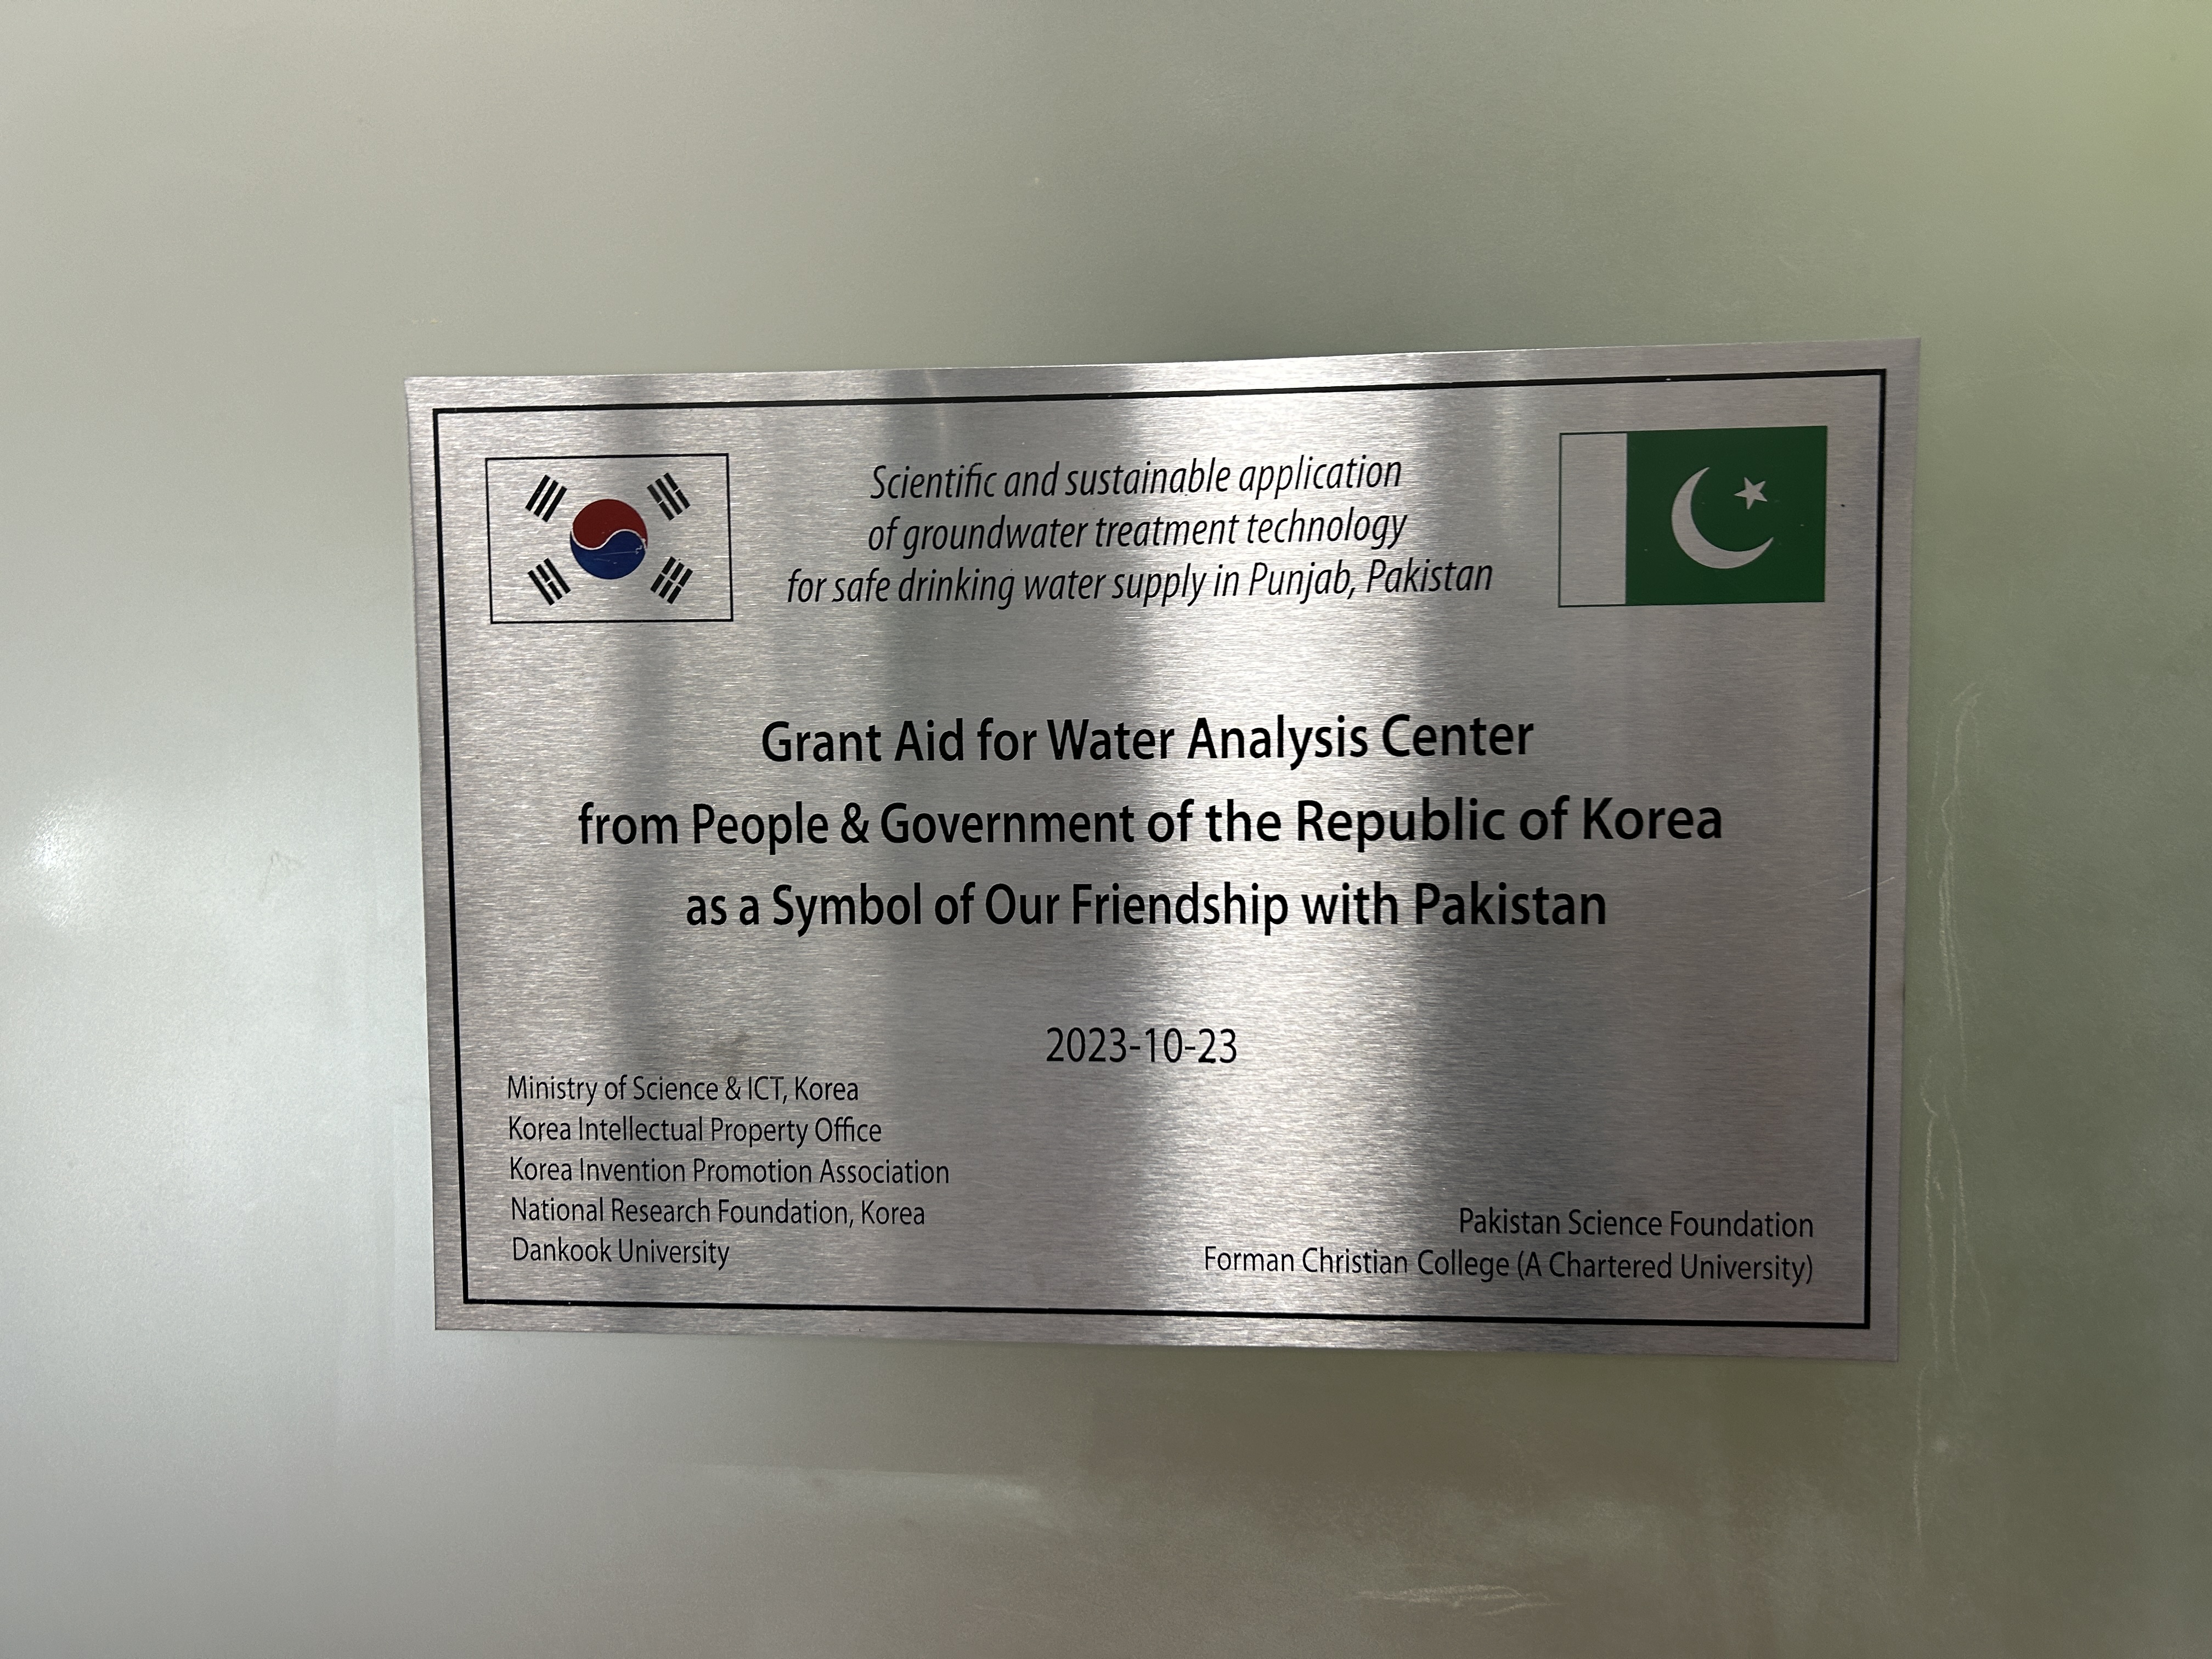 Scientific and sustainable application
of groundwater treatment technology
for safe drinking water supply in Punjab, Pakistan
Grant Aid for Water Analysis Center
from People & Government of the Republic of Korea
as a Symbol of Our Friendship with Pakistan
2023-10-23
Ministry of Science & ICT, Korea
Korea Intellectual Property Office
Korea Invention Promotion Association
National Research Foundation, Korea
Dankook University
Pakistan Science Foundation
Forman Christian College (A Chartered University)